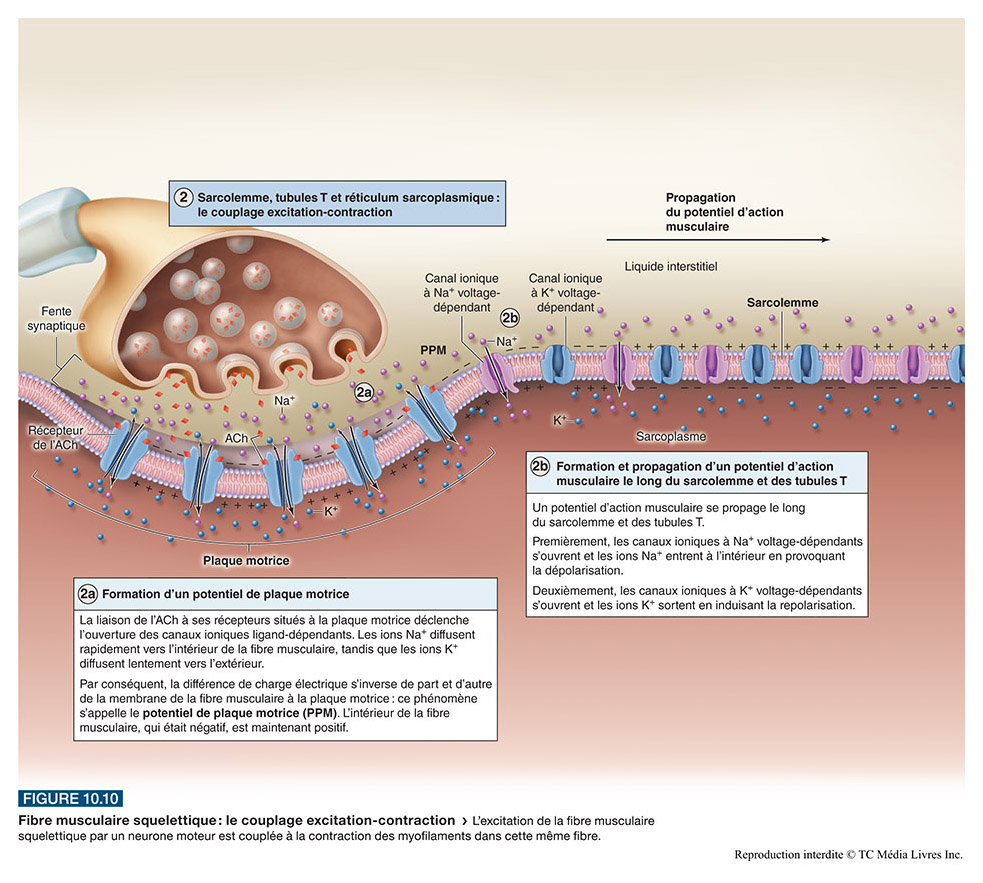 2 Sarcolemme, tubules T et réticulum sarcoplasmique :
le couplage excitation-contraction
Propagation
du potentiel d'action
musculaire
Liquide interstitiel
Canal ionique
à Na⁺ voltage-
dépendant
Canal ionique
à K⁺ voltage-
dépendant
Sarcolemme
Fente
synaptique
2b
Na⁺
PPM
2a
Na⁺
Récepteur
de l'ACh
ACh
K⁺
Sarcoplasme
K⁺
Plaque motrice
2b Formation et propagation d'un potentiel d'action
musculaire le long du sarcolemme et des tubules T
Un potentiel d'action musculaire se propage le long
du sarcolemme et des tubules T.
Premièrement, les canaux ioniques à Na⁺ voltage-dépendants
s'ouvrent et les ions Na⁺ entrent à l'intérieur en provoquant
la dépolarisation.
Deuxièmement, les canaux ioniques à K⁺ voltage-dépendants
s'ouvrent et les ions K⁺ sortent en induisant la repolarisation.
2a Formation d'un potentiel de plaque motrice
La liaison de l'ACh à ses récepteurs situés à la plaque motrice déclenche
l'ouverture des canaux ioniques ligand-dépendants. Les ions Na⁺ diffusent
rapidement vers l'intérieur de la fibre musculaire, tandis que les ions K⁺
diffusent lentement vers l'extérieur.
Par conséquent, la différence de charge électrique s'inverse de part et d'autre
de la membrane de la fibre musculaire à la plaque motrice : ce phénomène
s'appelle le potentiel de plaque motrice (PPM). L'intérieur de la fibre
musculaire, qui était négatif, est maintenant positif.
FIGURE 10.10
Fibre musculaire squelettique : le couplage excitation-contraction › L'excitation de la fibre musculaire
squelettique par un neurone moteur est couplée à la contraction des myofilaments dans cette même fibre.
Reproduction interdite © TC Média Livres Inc.